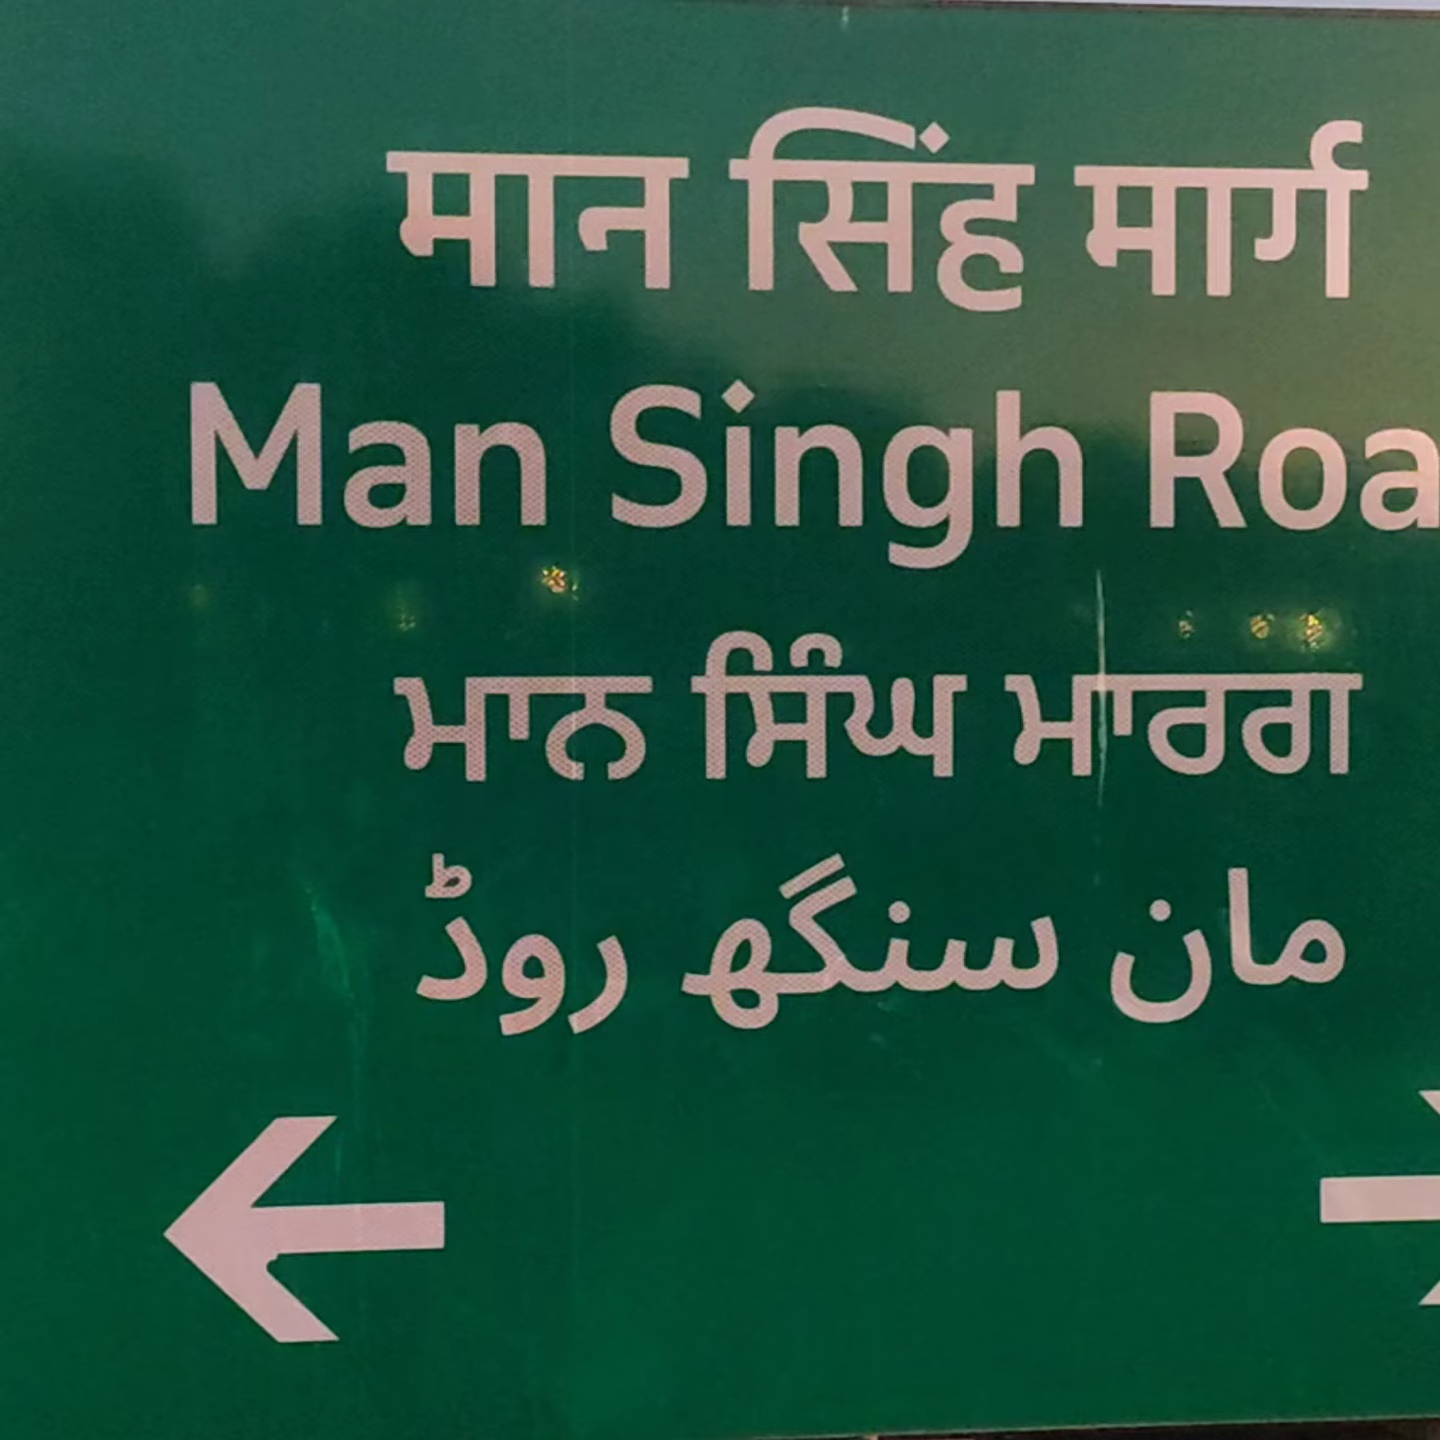 मान सिंह मार्ग
Man Singh Roa
ਮਾਨ ਸਿੰਘ ਮਾਰਗ
مان سنگھ روڈ